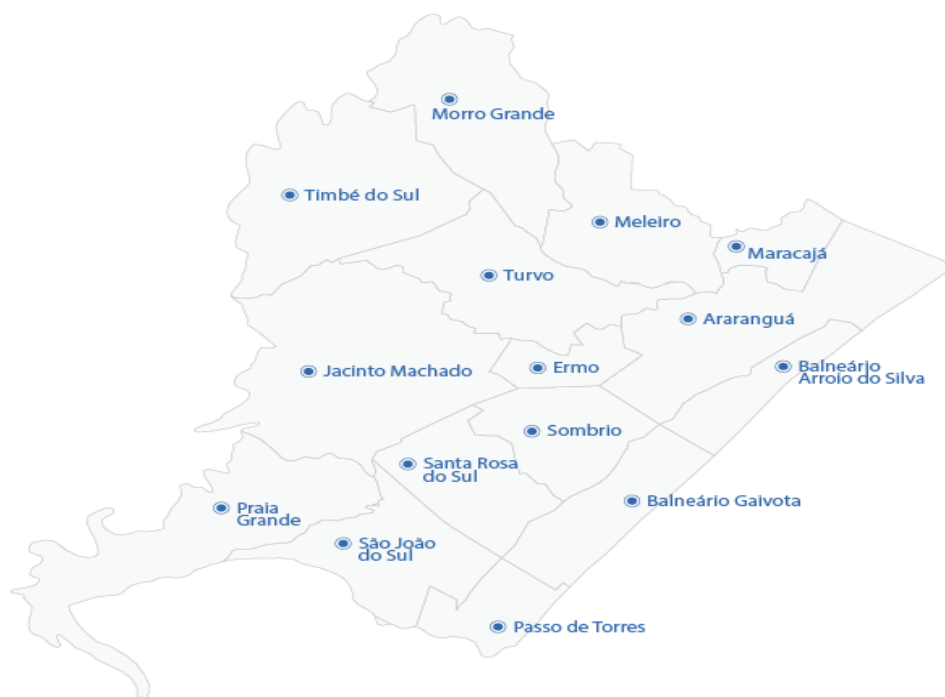 Morro Grande
Timbé do Sul
Meleiro
Maracajá
Turvo
Araranguá
Jacinto Machado
Ermo
Balneário
Arroio do Silva
Sombrio
Santa Rosa
do Sul
Balneário Gaivota
Praia
Grande
São João
do Sul
Passo de Torres